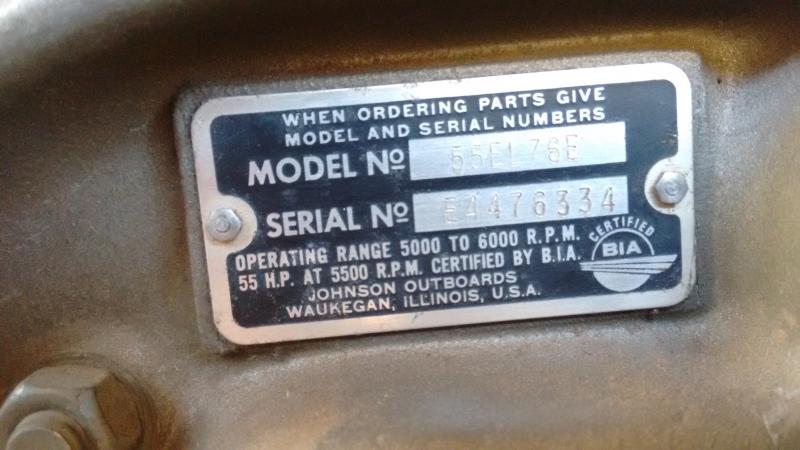 WHEN ORDERING PARTS GIVE
MODEL AND SERIAL NUMBERS
MODEL No 55EL76E
SERIAL No E4476334
OPERATING RANGE 5000 TO 6000 R.P.M.
55 H.P. AT 5500 R.P.M. CERTIFIED BY B.I.A.
JOHNSON OUTBOARDS
WAUKEGAN, ILLINOIS, U.S.A.
CERTIFIED
BIA